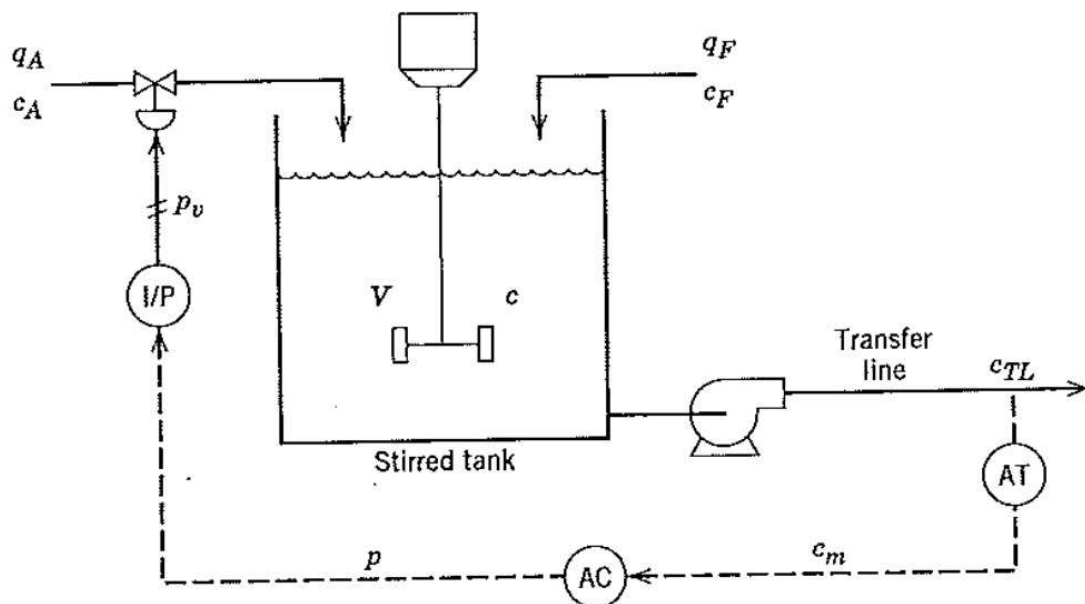 q_A
c_A
q_F
c_F
p_v
I/P
V
c
Transfer
line
c_TL
Stirred tank
AT
p
AC
c_m